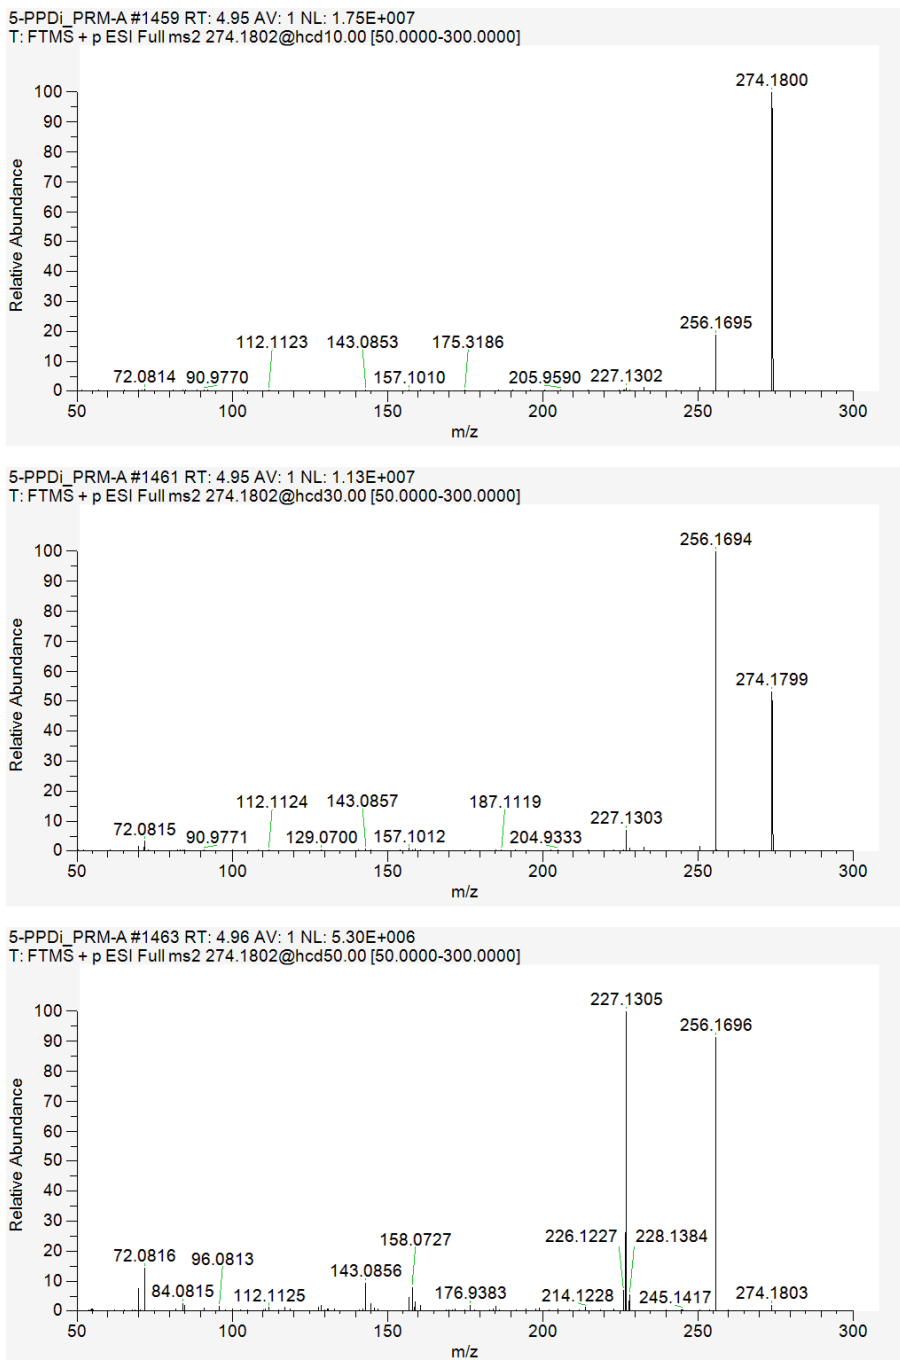 5-PPDi_PRM-A #1459 RT: 4.95 AV: 1 NL: 1.75E+007
T: FTMS + p ESI Full ms2 274.1802@hcd10.00 [50.0000-300.0000]
274.1800
100
90
80
70
60
50
40
30
20
10
0
Relative Abundance
256.1695
112.1123 143.0853 175.3186
72.0814 90.9770 157.1010 205.9590 227.1302
50 100 150 200 250 300
m/z
5-PPDi_PRM-A #1461 RT: 4.95 AV: 1 NL: 1.13E+007
T: FTMS + p ESI Full ms2 274.1802@hcd30.00 [50.0000-300.0000]
256.1694
100
90
80
70
60
50
40
30
20
10
0
Relative Abundance
274.1799
112.1124 143.0857 187.1119
72.0815 90.9771 129.0700 157.1012 204.9333 227.1303
50 100 150 200 250 300
m/z
5-PPDi_PRM-A #1463 RT: 4.96 AV: 1 NL: 5.30E+006
T: FTMS + p ESI Full ms2 274.1802@hcd50.00 [50.0000-300.0000]
227.1305
256.1696
100
90
80
70
60
50
40
30
20
10
0
Relative Abundance
158.0727 226.1227 228.1384
72.0816 96.0813 143.0856
84.0815 112.1125 176.9383 214.1228 245.1417 274.1803
50 100 150 200 250 300
m/z